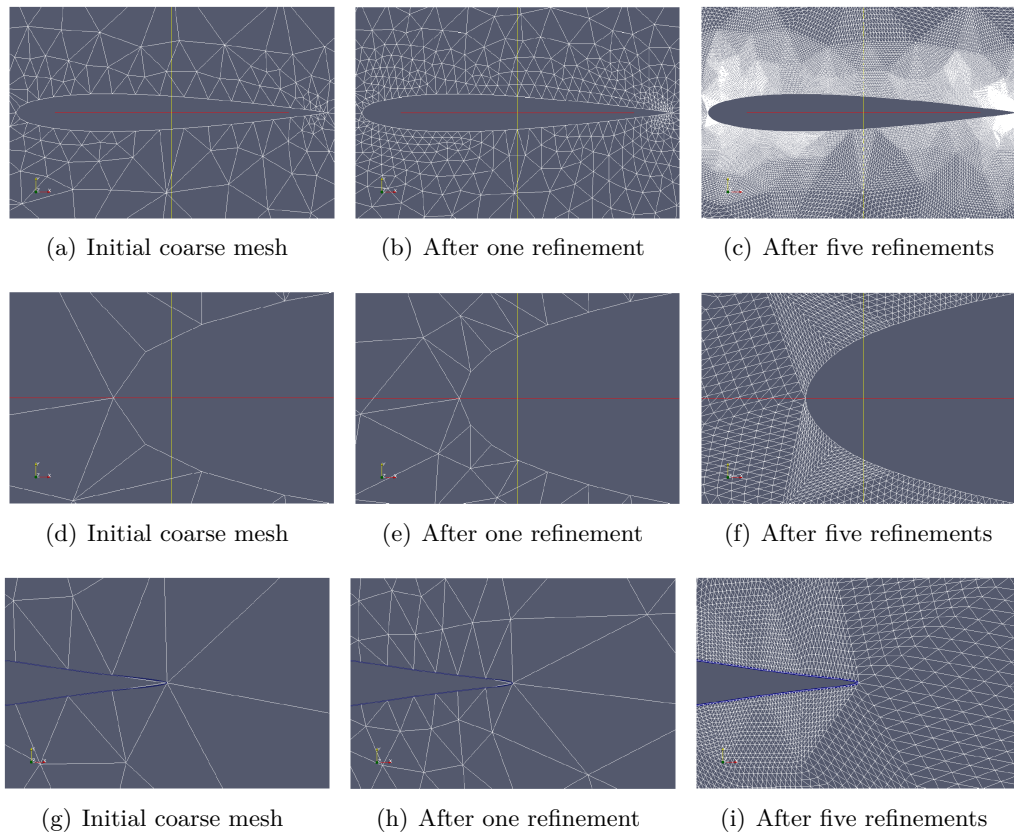 (a) Initial coarse mesh
(b) After one refinement
(c) After five refinements
(d) Initial coarse mesh
(e) After one refinement
(f) After five refinements
(g) Initial coarse mesh
(h) After one refinement
(i) After five refinements